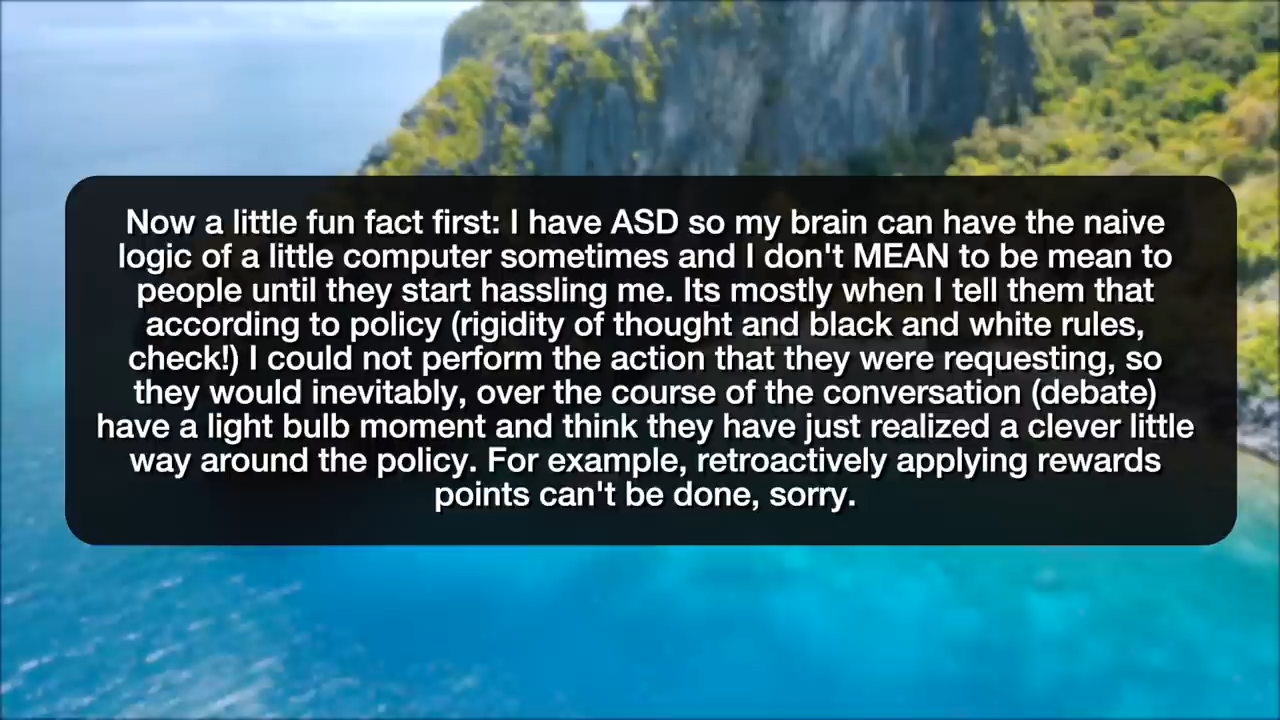 Now a little fun fact first: I have ASD so my brain can have the naive
logic of a little computer sometimes and I don't MEAN to be mean to
people until they start hassling me. Its mostly when I tell them that
according to policy (rigidity of thought and black and white rules,
check!) I could not perform the action that they were requesting, so
they would inevitably, over the course of the conversation (debate)
have a light bulb moment and think they have just realized a clever little
way around the policy. For example, retroactively applying rewards
points can't be done, sorry.